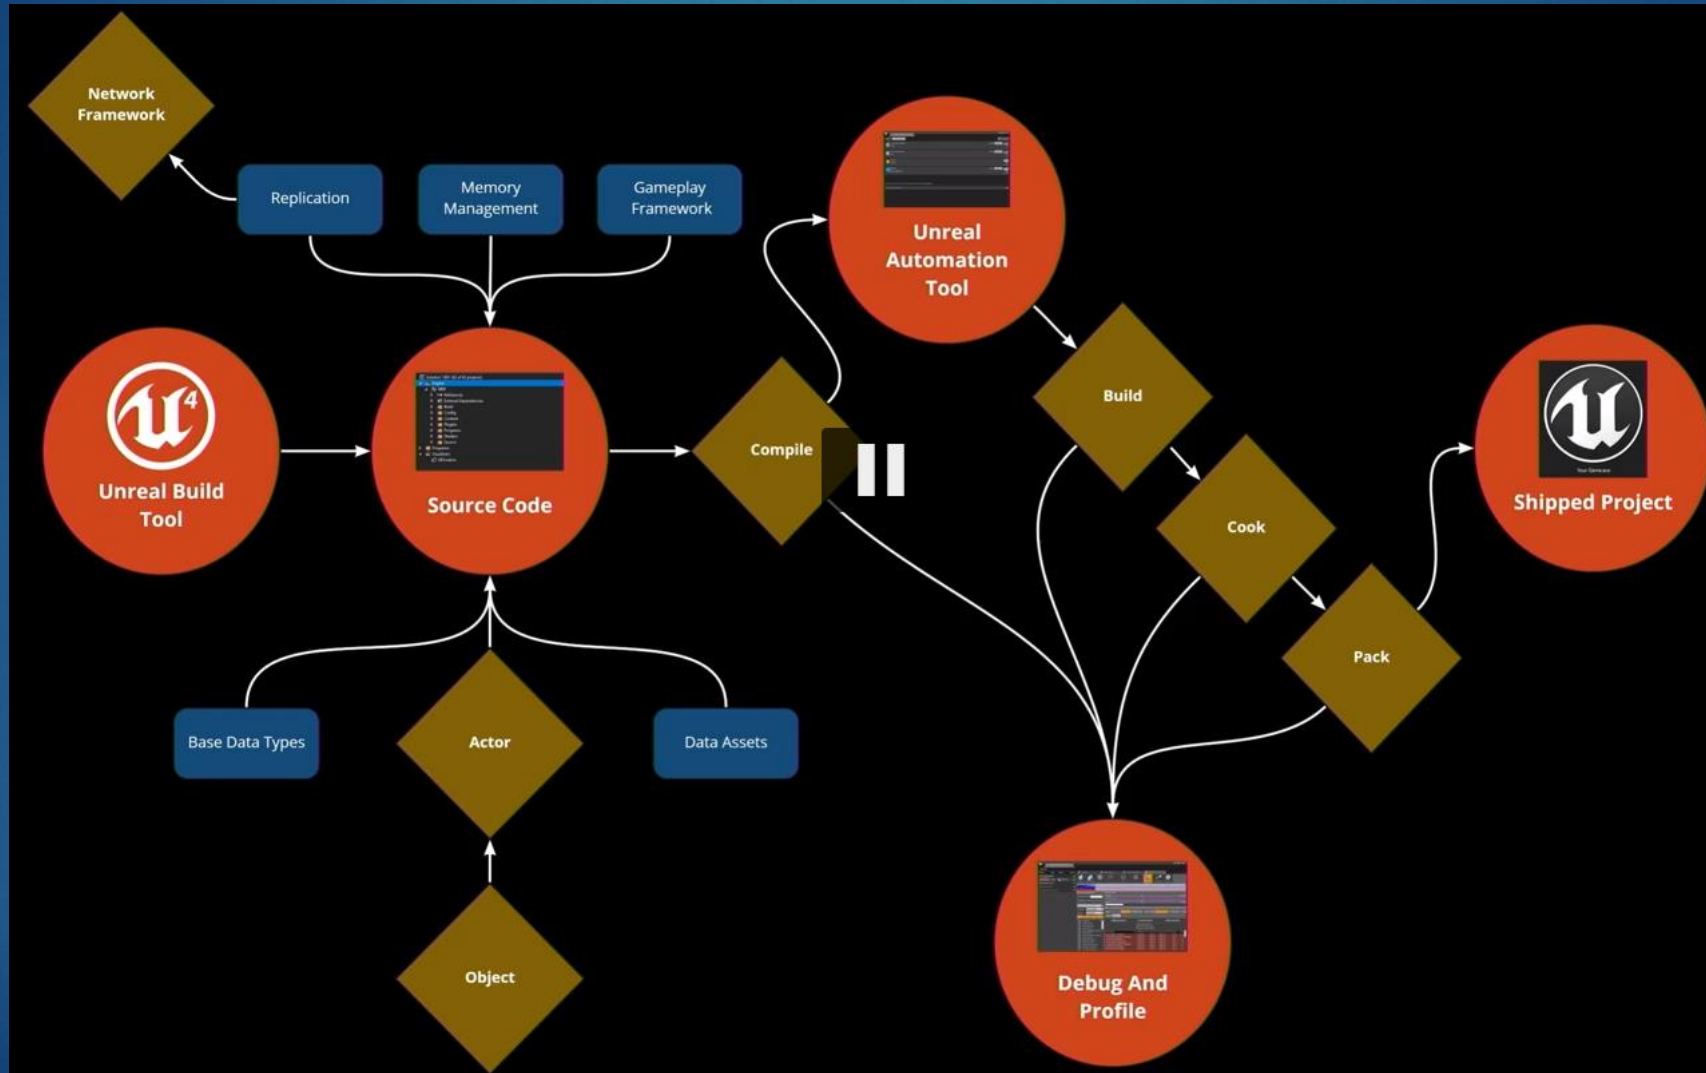 Network
Framework
Replication
Memory
Management
Gameplay
Framework
Unreal
Automation
Tool
Build
4
Unreal Build
Tool
Source Code
Compile
Cook
Shipped Project
Pack
Base Data Types
Actor
Data Assets
Object
Debug And
Profile